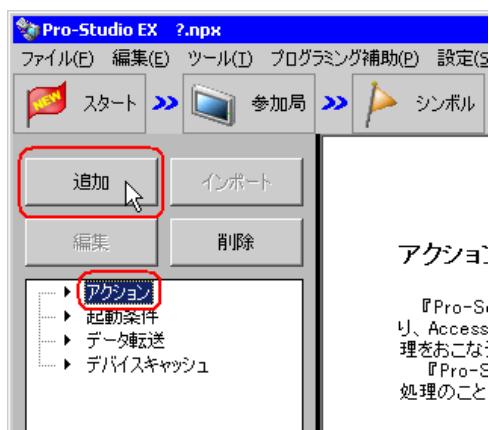 Pro-Studio EX ?.npx
ファイル(F) 編集(E) ツール(T) プログラミング補助(P) 設定(S
NEW スタート 参加局 シンボル
追加 インポート
編集 削除
アクション
起動条件
データ転送
デバイスキャッシュ
アクション
『Pro-Se
り、Access
理をおこな
『Pro-S
処理のこと